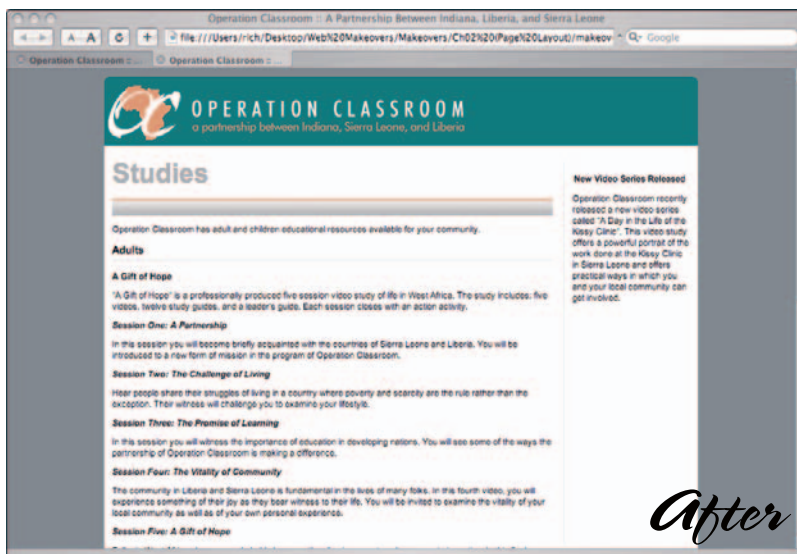 Operation Classroom :: A Partnership Between Indiana, Liberia, and Sierra Leone
A A C + file:///Users/rich/Desktop/Web%20Makeovers/Makeovers/Ch02%20(Page%20Layout)/makeov Q Google
Operation Classroom :: ... Operation Classroom :: ...
OPERATION CLASSROOM
a partnership between Indiana, Sierra Leone, and Liberia
Studies
Operation Classroom has adult and children educational resources available for your community.
Adults
A Gift of Hope
"A Gift of Hope" is a professionally produced five session video study of life in West Africa. The study includes, five
videos, twelve study guides, and a leader's guide. Each session closes with an action activity.
Session One: A Partnership
In this session you will become briefly acquainted with the countries of Sierra Leone and Liberia. You will be
introduced to a new form of mission in the program of Operation Classroom.
Session Two: The Challenge of Living
Hear people share their struggles of living in a country where poverty and scarcity are the rule rather than the
exception. Their witness will challenge you to examine your lifestyle.
Session Three: The Promise of Learning
In this session you will witness the importance of education in developing nations. You will see some of the ways the
partnership of Operation Classroom is making a difference.
Session Four: The Vitality of Community
The community in Liberia and Sierra Leone is fundamental in the lives of many folks. In this fourth video, you will
experience something of their joy as they bear witness to their life. You will be invited to examine the vitality of your
local community as well as of your own personal experience.
Session Five: A Gift of Hope
New Video Series Released
Operation Classroom recently
released a new video series
called "A Day in the Life of the
Kissy Clinic". This video study
offers a powerful portrait of the
work done at the Kissy Clinic
in Sierra Leone and offers
practical ways in which you
and your local community can
get involved.
After